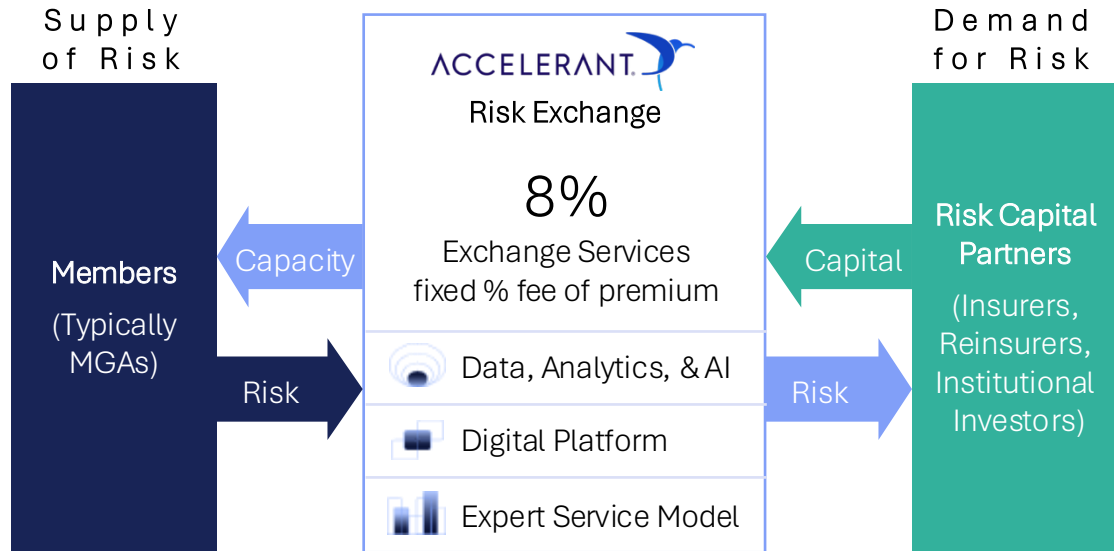 Supply
of Risk
Members
(Typically
MGAs)
Capacity
Risk
ACCELERANT.
Risk Exchange
8%
Exchange Services
fixed % fee of premium
Data, Analytics, & AI
Digital Platform
Expert Service Model
Capital
Risk
Demand
for Risk
Risk Capital
Partners
(Insurers,
Reinsurers,
Institutional
Investors)